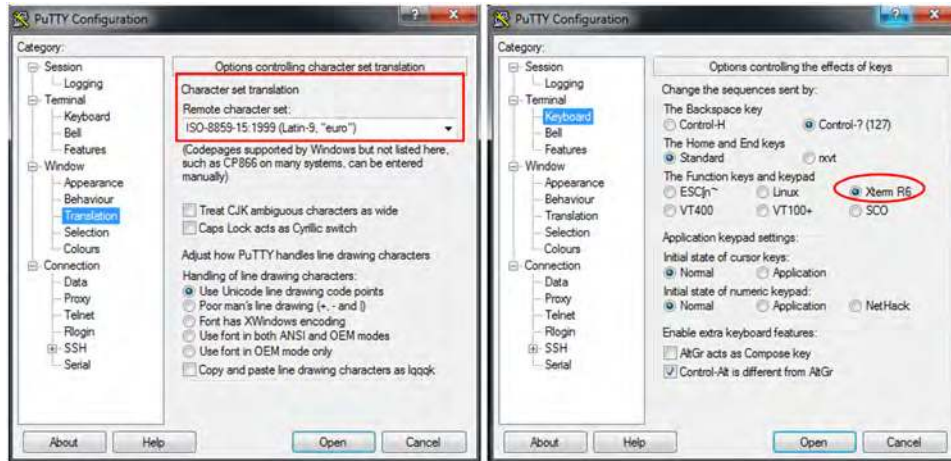 PuTTY Configuration
Category:
Session
Logging
Terminal
Keyboard
Bell
Features
Window
Appearance
Behaviour
Translation
Selection
Colours
Connection
Data
Proxy
Telnet
Rlogin
SSH
Serial
Options controlling character set translation
Character set translation
Remote character set:
ISO-8859-15:1999 (Latin-9, "euro")
(Codepages supported by Windows but not listed here,
such as CP866 on many systems, can be entered
manually)
Treat CJK ambiguous characters as wide
Caps Lock acts as Cyrillic switch
Adjust how PuTTY handles line drawing characters
Handling of line drawing characters:
Use Unicode line drawing code points
Poor man's line drawing (+, - and |)
Font has XWindows encoding
Use font in both ANSI and OEM modes
Use font in OEM mode only
Copy and paste line drawing characters as lqqqk
About Help Open Cancel
PuTTY Configuration
Category:
Session
Logging
Terminal
Keyboard
Bell
Features
Window
Appearance
Behaviour
Translation
Selection
Colours
Connection
Data
Proxy
Telnet
Rlogin
SSH
Serial
Options controlling the effects of keys
Change the sequences sent by:
The Backspace key
Control-H Control-? (127)
The Home and End keys
Standard rxvt
The Function keys and keypad
ESC[n~ Linux Xterm R6
VT400 VT100+ SCO
Application keypad settings:
Initial state of cursor keys:
Normal Application
Initial state of numeric keypad:
Normal Application NetHack
Enable extra keyboard features:
AltGr acts as Compose key
Control-Alt is different from AltGr
About Help Open Cancel